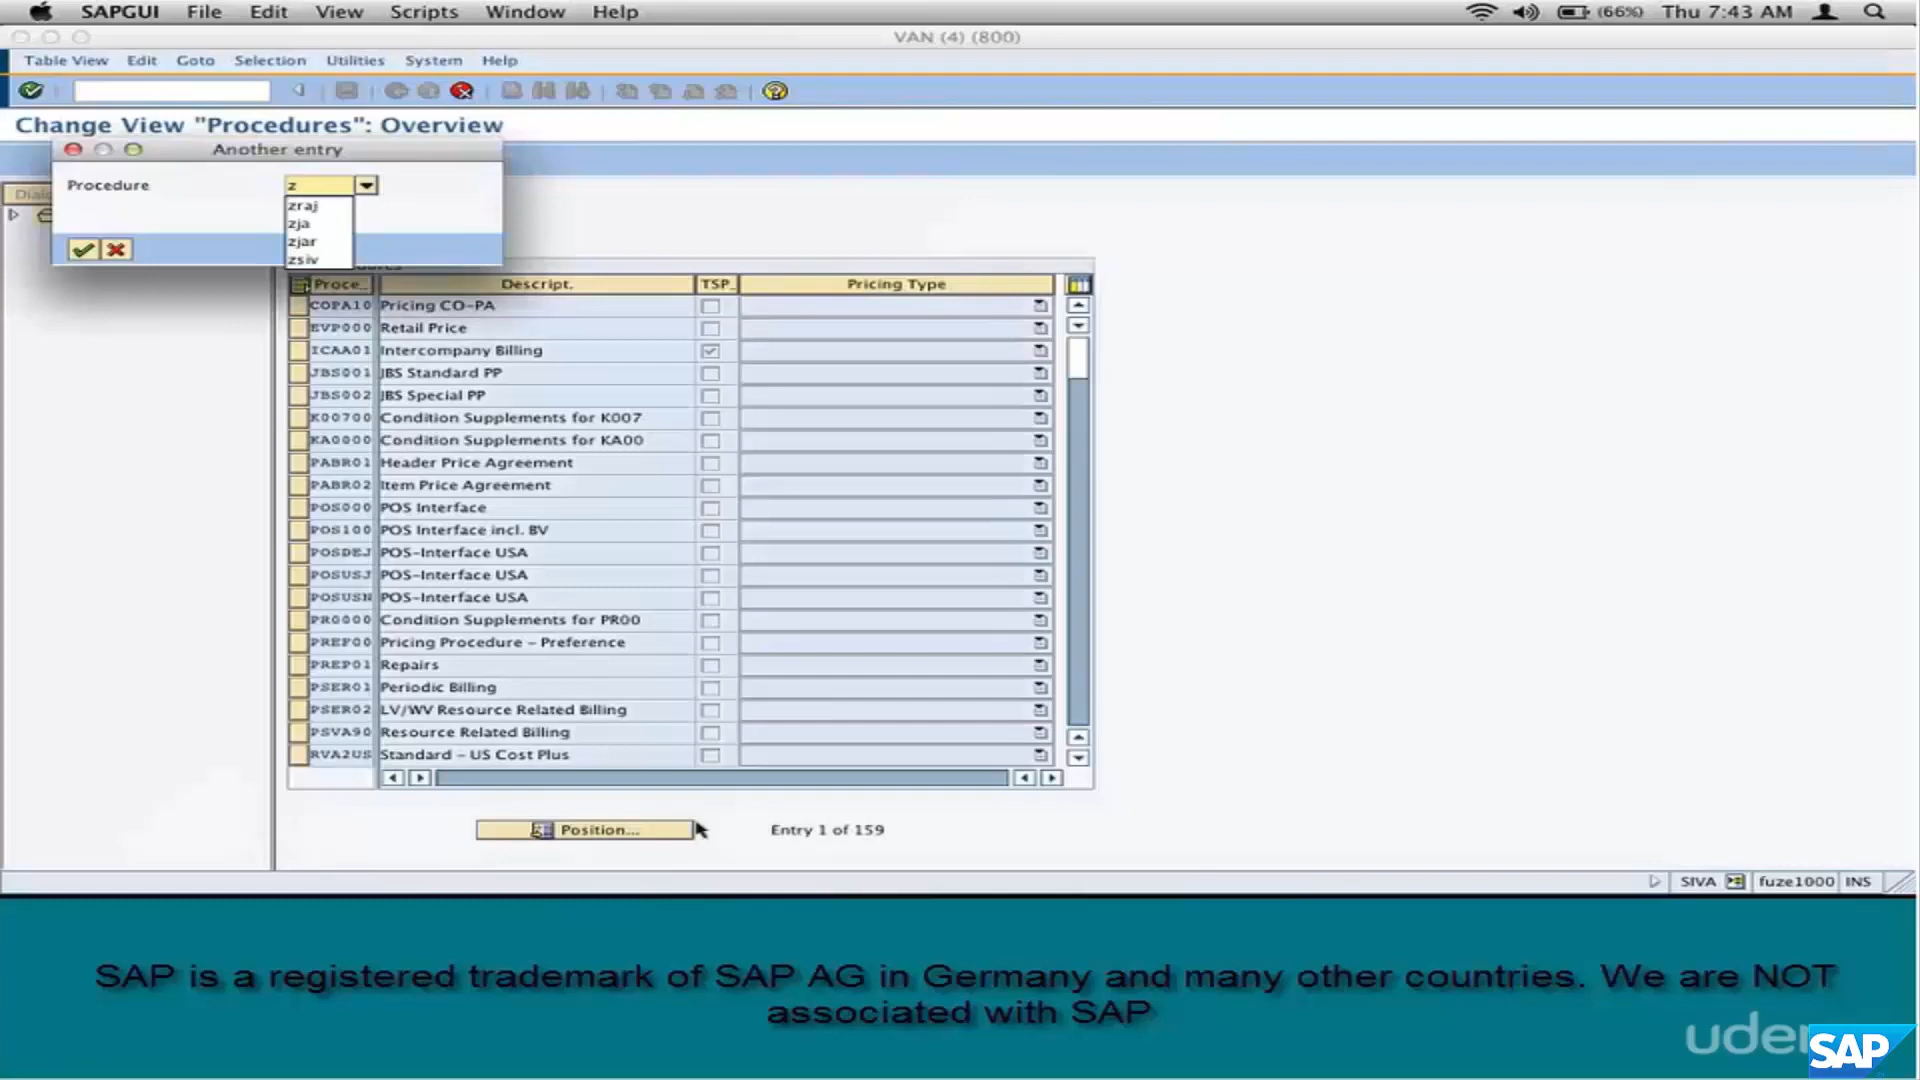 SAPGUI File Edit View Scripts Window Help (66%) Thu 7:43 AM
VAN (4) (800)
Table View Edit Goto Selection Utilities System Help
Change View "Procedures": Overview
Another entry
Procedure z
zraj
zja
zjar
zsiv
Proce.. Descript. TSP.. Pricing Type
COPA10 Pricing CO-PA
EVP000 Retail Price
ICAA01 Intercompany Billing
JBS001 JBS Standard PP
JBS002 JBS Special PP
K00700 Condition Supplements for K007
KA0000 Condition Supplements for KA00
PABR01 Header Price Agreement
PABR02 Item Price Agreement
POS000 POS Interface
POS100 POS Interface incl. BV
POSDEJ POS-Interface USA
POSUSJ POS-Interface USA
POSUSN POS-Interface USA
PR0000 Condition Supplements for PR00
PREF00 Pricing Procedure - Preference
PREP01 Repairs
PSER01 Periodic Billing
PSER02 LV/WV Resource Related Billing
PSVA90 Resource Related Billing
RVA2US Standard - US Cost Plus
Position... Entry 1 of 159
SIVA fuze1000 INS
SAP is a registered trademark of SAP AG in Germany and many other countries. We are NOT
associated with SAP
SAP